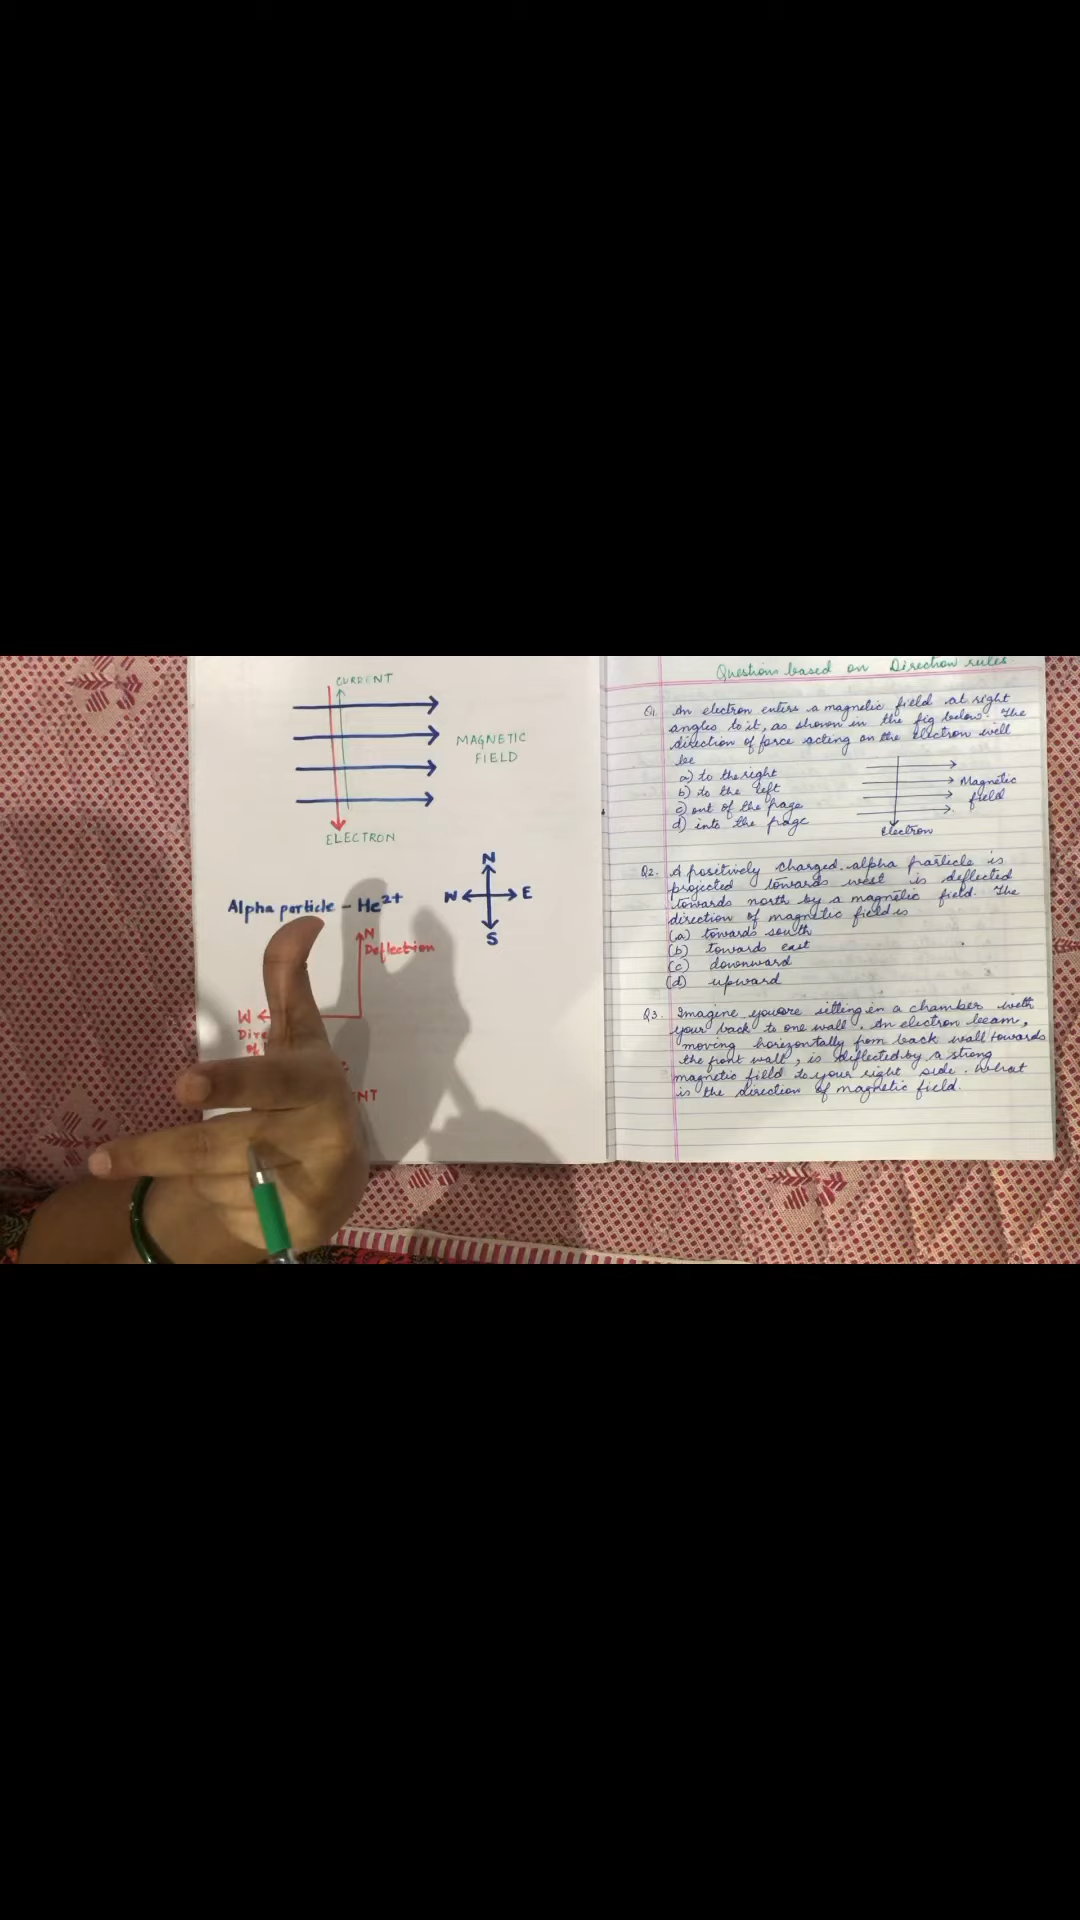 CURRENT
MAGNETIC
FIELD
ELECTRON
N
W
E
S
Alpha particle - He2+
N
Deflection
W
Dire
of
NT
Questions based on Direction rules.
Q1. An electron enters a magnetic field at right
angles to it, as shown in the fig below. The
direction of force acting on the electron will
be
a) to the right
b) to the left
c) out of the page
d) into the page
Magnetic
field
Electron
Q2. A positively charged alpha particle is
projected towards west is deflected
towards north by a magnetic field. The
direction of magnetic field is
(a) towards south
(b) towards east
(c) downward
(d) upward
Q3. Imagine you are sitting in a chamber with
your back to one wall. An electron beam,
moving horizontally from back wall towards
the front wall, is deflected by a strong
magnetic field to your right side. What
is the direction of magnetic field.